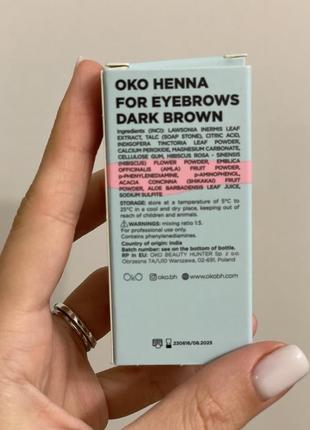 OKO HENNA
FOR EYEBROWS
DARK BROWN
Ingredients (INCI): LAWSONIA INERMIS LEAF
EXTRACT, TALC (SOAP STONE), CITRIC ACID,
INDIGOFERA TINCTORIA LEAF POWDER,
CALCIUM PEROXIDE, MAGNESIUM CARBONATE,
CELLULOSE GUM, HIBISCUS ROSA - SINENSIS
(HIBISCUS) FLOWER POWDER, EMBLICA
OFFICINALIS (AMLA) FRUIT POWDER,
p-PHENYLENEDIAMINE, p-AMINOPHENOL,
ACACIA CONCINNA (SHIKAKAI) FRUIT
POWDER, ALOE BARBADENSIS LEAF JUICE,
SODIUM SULFITE
STORAGE: store at a temperature of 5°C to
25°C in a cool and dry place, keeping out of
reach of children and animals.
⚠ WARNINGS: mixing ratio 1:5.
For professional use only.
Contains phenylenediamines.
Country of origin: India
Batch number: see on the bottom of bottle.
RP in EU: OKO BEAUTY HUNTER Sp. z o.o.
Obrzezna 7A/U10 Warszawa, 02-691, Poland
OkO
oko.bh
www.okobh.com
230616/06.2025